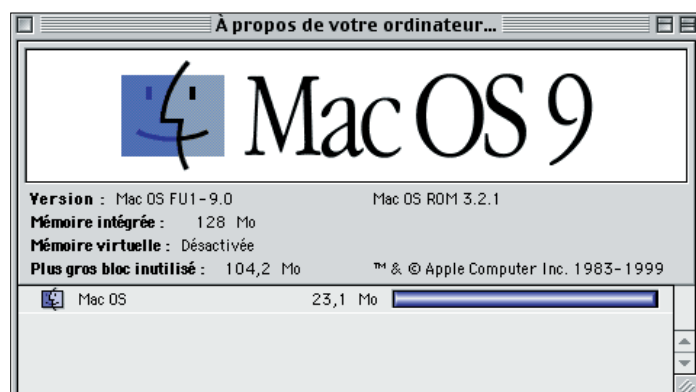 À propos de votre ordinateur...
Mac OS 9
Version : Mac OS FU1-9.0 Mac OS ROM 3.2.1
Mémoire intégrée : 128 Mo
Mémoire virtuelle : Désactivée
Plus gros bloc inutilisé : 104,2 Mo ™ & © Apple Computer Inc. 1983-1999
Mac OS 23,1 Mo